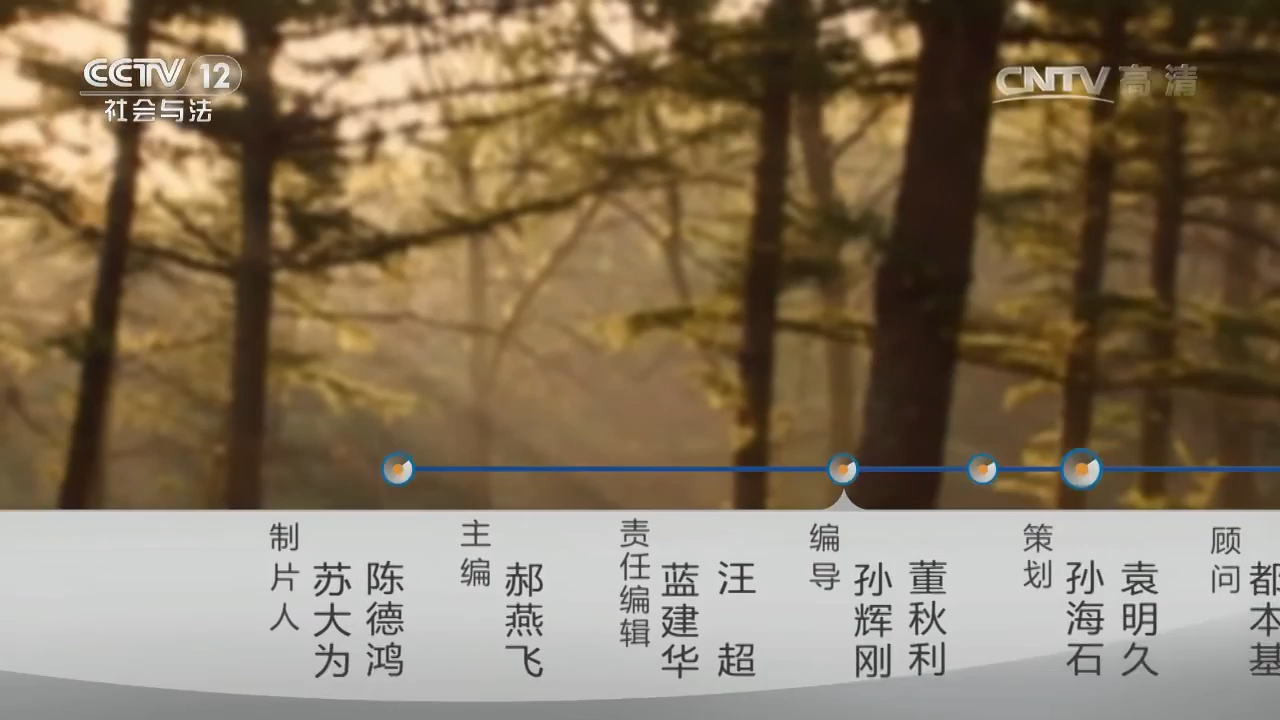 CCTV 12
社会与法
CNTV 高清
制片人
苏大为
陈德鸿
主编
郝燕飞
责任编辑
蓝建华
汪超
编导
孙辉刚
董秋利
策划
孙海石
袁明久
顾问
都本基